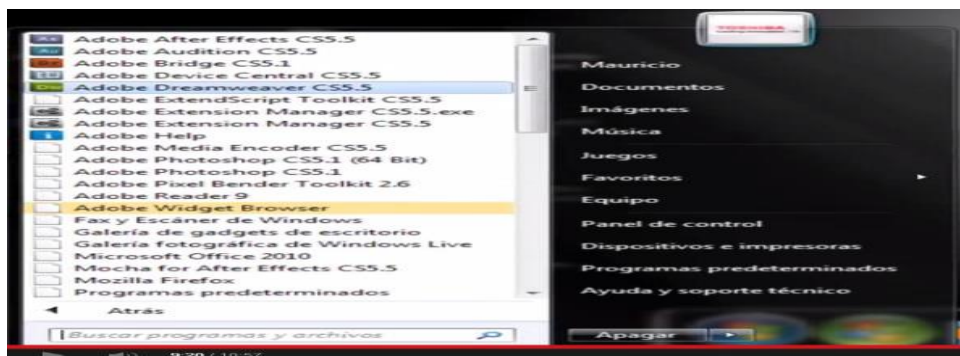 Adobe After Effects CS5.5
Adobe Audition CS5.5
Adobe Bridge CS5.1
Adobe Device Central CS5.5
Adobe Dreamweaver CS5.5
Adobe ExtendScript Toolkit CS5.5
Adobe Extension Manager CS5.5.exe
Adobe Extension Manager CS5.5
Adobe Help
Adobe Media Encoder CS5.5
Adobe Photoshop CS5.1 (64 Bit)
Adobe Photoshop CS5.1
Adobe Pixel Bender Toolkit 2.6
Adobe Reader 9
Adobe Widget Browser
Fax y Escáner de Windows
Galería de gadgets de escritorio
Galería fotográfica de Windows Live
Microsoft Office 2010
Mocha for After Effects CS5.5
Mozilla Firefox
Programas predeterminados
Atrás
Buscar programas y archivos
TOSHIBA
Mauricio
Documentos
Imágenes
Música
Juegos
Favoritos
Equipo
Panel de control
Dispositivos e impresoras
Programas predeterminados
Ayuda y soporte técnico
Apagar
9:20 / 10:57